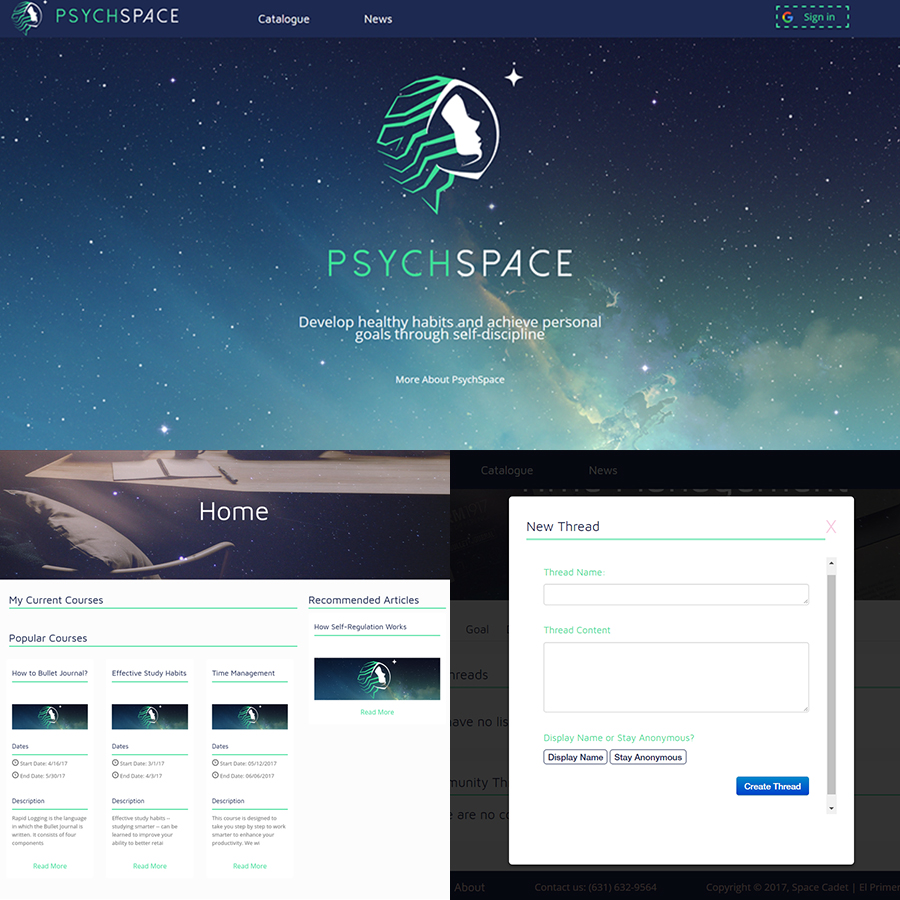 PSYCHSPACE
Catalogue
News
Sign in
PSYCHSPACE
Develop healthy habits and achieve personal
goals through self-discipline
More About PsychSpace
Home
My Current Courses
Popular Courses
How to Bullet Journal?
Dates
Start Date: 4/16/17
End Date: 5/30/17
Description
Rapid Logging is the language
in which the Bullet Journal is
written. It consists of four
components
Read More
Effective Study Habits
Dates
Start Date: 3/1/17
End Date: 4/3/17
Description
Effective study habits --
studying smarter -- can be
learned to improve your
ability to better retai
Read More
Time Management
Dates
Start Date: 05/12/2017
End Date: 06/06/2017
Description
This course is designed to
take you step by step to work
smarter to enhance your
productivity. We wi
Read More
Recommended Articles
How Self-Regulation Works
Read More
Catalogue
News
Time Management
Goal
hreads
have no lis
munity Th
e are no co
New Thread
X
Thread Name:
Thread Content
Display Name or Stay Anonymous?
Display Name
Stay Anonymous
Create Thread
About
Contact us: (631) 632-9564
Copyright © 2017, Space Cadet | El Primer